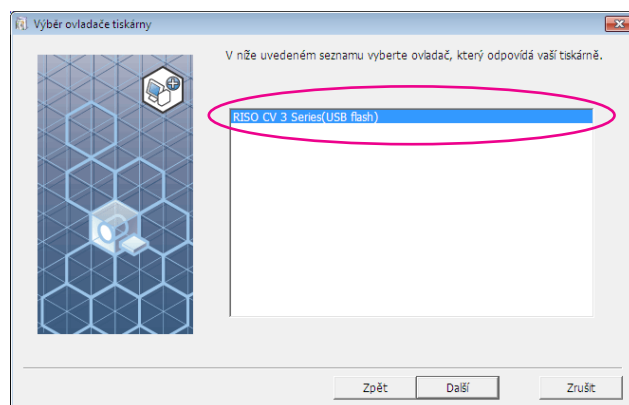 Výběr ovladače tiskárny
V níže uvedeném seznamu vyberte ovladač, který odpovídá vaší tiskárně.
RISO CV 3 Series(USB flash)
Zpět
Další
Zrušit